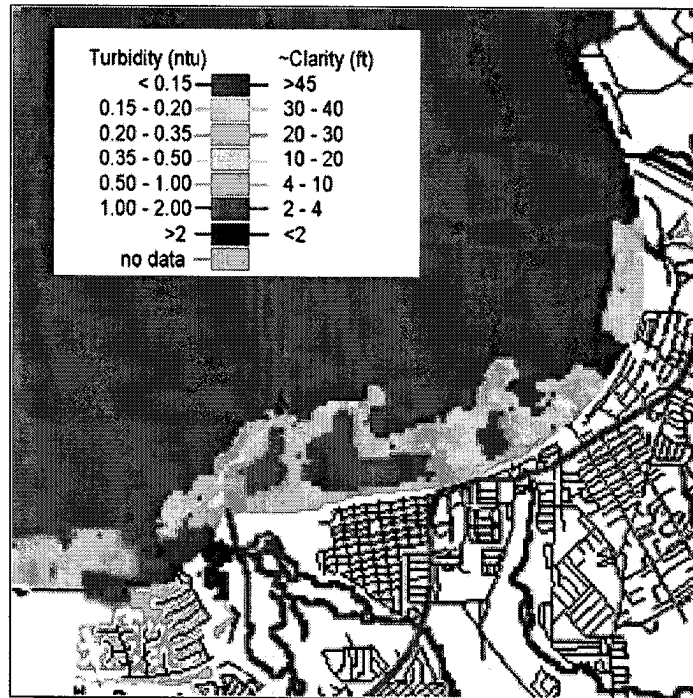 Turbidity (ntu) ~Clarity (ft)
< 0.15 >45
0.15 - 0.20 30 - 40
0.20 - 0.35 20 - 30
0.35 - 0.50 10 - 20
0.50 - 1.00 4 - 10
1.00 - 2.00 2 - 4
>2 <2
no data